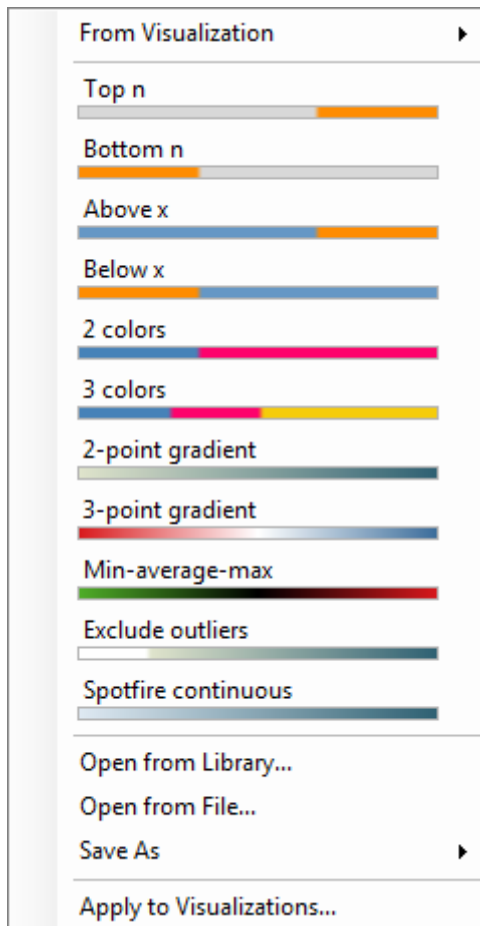 From Visualization
Top n
Bottom n
Above x
Below x
2 colors
3 colors
2-point gradient
3-point gradient
Min-average-max
Exclude outliers
Spotfire continuous
Open from Library...
Open from File...
Save As
Apply to Visualizations...